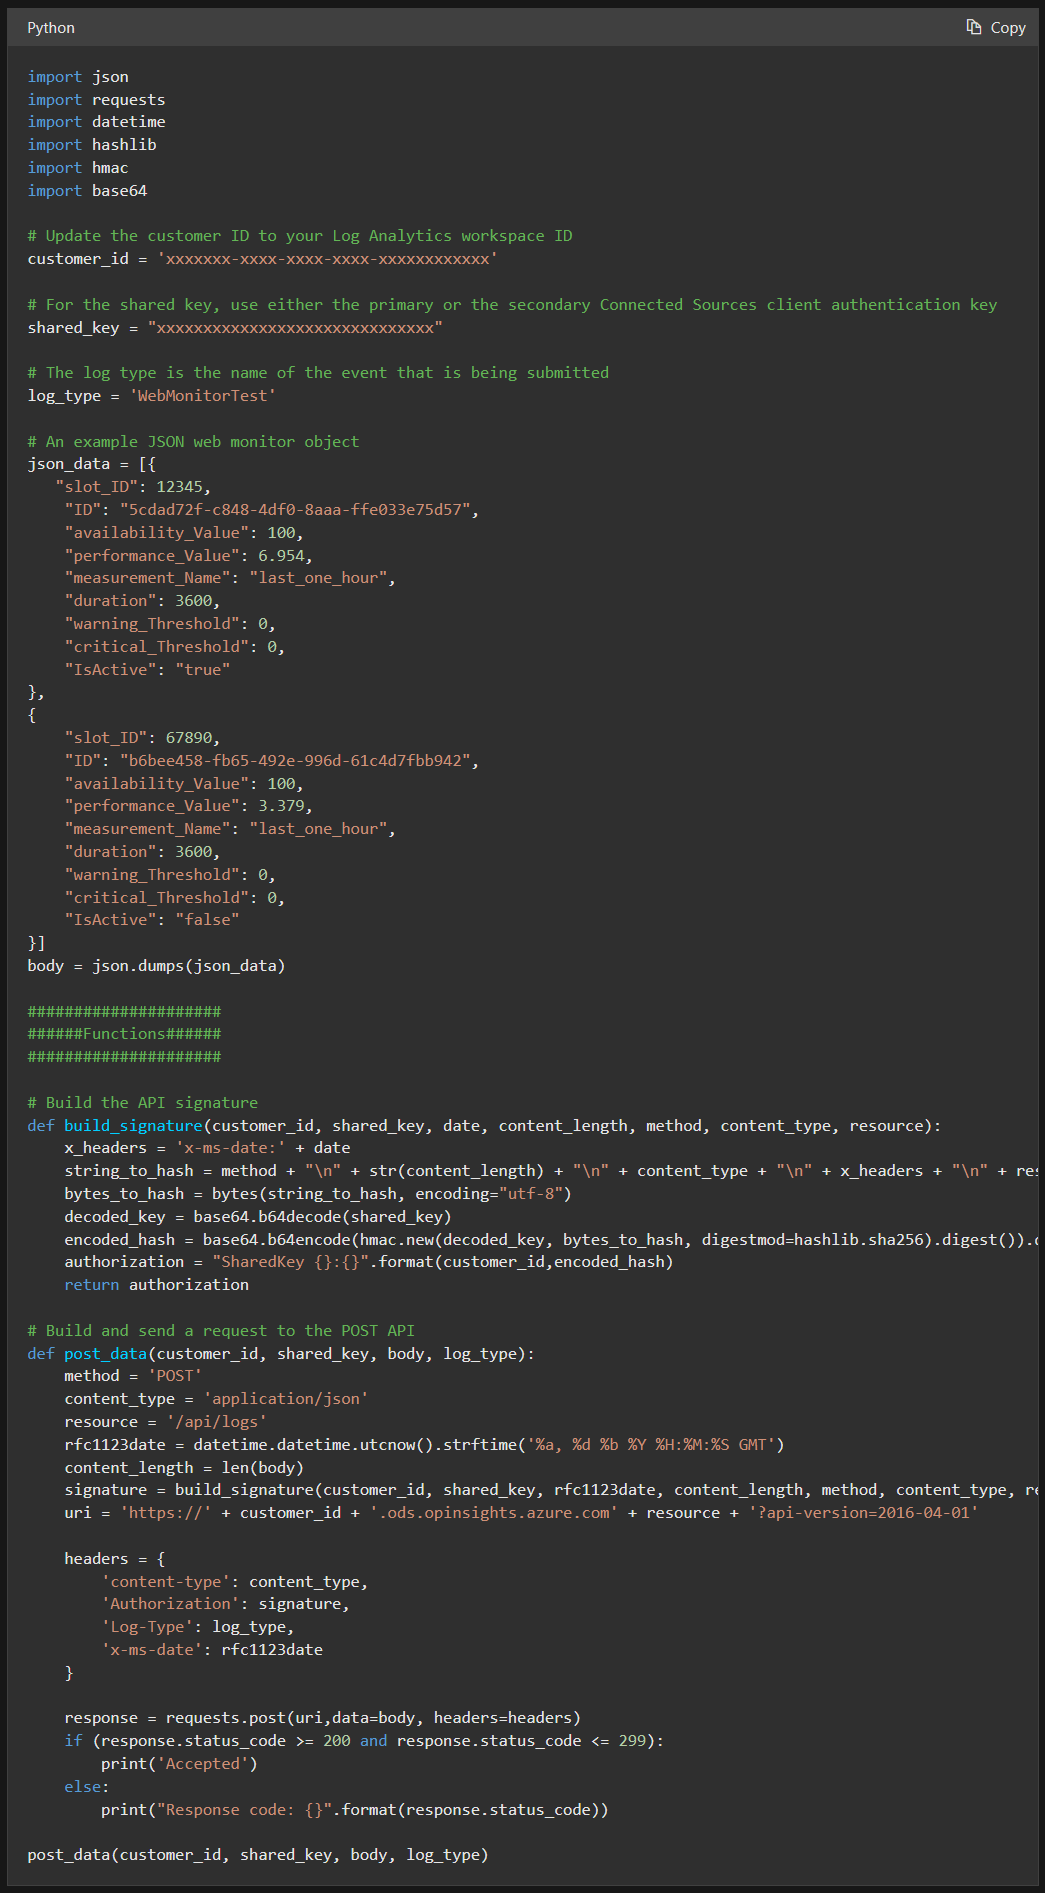 Python
Copy
import json
import requests
import datetime
import hashlib
import hmac
import base64
# Update the customer ID to your Log Analytics workspace ID
customer_id = 'xxxxxxx-xxxx-xxxx-xxxx-xxxxxxxxxxxx'
# For the shared key, use either the primary or the secondary Connected Sources client authentication key
shared_key = "xxxxxxxxxxxxxxxxxxxxxxxxxxxxxx"
# The log type is the name of the event that is being submitted
log_type = 'WebMonitorTest'
# An example JSON web monitor object
json_data = [{
   "slot_ID": 12345,
    "ID": "5cdad72f-c848-4df0-8aaa-ffe033e75d57",
    "availability_Value": 100,
    "performance_Value": 6.954,
    "measurement_Name": "last_one_hour",
    "duration": 3600,
    "warning_Threshold": 0,
    "critical_Threshold": 0,
    "IsActive": "true"
},
{
    "slot_ID": 67890,
    "ID": "b6bee458-fb65-492e-996d-61c4d7fbb942",
    "availability_Value": 100,
    "performance_Value": 3.379,
    "measurement_Name": "last_one_hour",
    "duration": 3600,
    "warning_Threshold": 0,
    "critical_Threshold": 0,
    "IsActive": "false"
}]
body = json.dumps(json_data)
#####################
######Functions######
#####################
# Build the API signature
def build_signature(customer_id, shared_key, date, content_length, method, content_type, resource):
    x_headers = 'x-ms-date:' + date
    string_to_hash = method + "\n" + str(content_length) + "\n" + content_type + "\n" + x_headers + "\n" + res
    bytes_to_hash = bytes(string_to_hash, encoding="utf-8")
    decoded_key = base64.b64decode(shared_key)
    encoded_hash = base64.b64encode(hmac.new(decoded_key, bytes_to_hash, digestmod=hashlib.sha256).digest()).
    authorization = "SharedKey {}:{}".format(customer_id,encoded_hash)
    return authorization
# Build and send a request to the POST API
def post_data(customer_id, shared_key, body, log_type):
    method = 'POST'
    content_type = 'application/json'
    resource = '/api/logs'
    rfc1123date = datetime.datetime.utcnow().strftime('%a, %d %b %Y %H:%M:%S GMT')
    content_length = len(body)
    signature = build_signature(customer_id, shared_key, rfc1123date, content_length, method, content_type, re
    uri = 'https://' + customer_id + '.ods.opinsights.azure.com' + resource + '?api-version=2016-04-01'
    headers = {
        'content-type': content_type,
        'Authorization': signature,
        'Log-Type': log_type,
        'x-ms-date': rfc1123date
    }
    response = requests.post(uri,data=body, headers=headers)
    if (response.status_code >= 200 and response.status_code <= 299):
        print('Accepted')
    else:
        print("Response code: {}".format(response.status_code))
post_data(customer_id, shared_key, body, log_type)